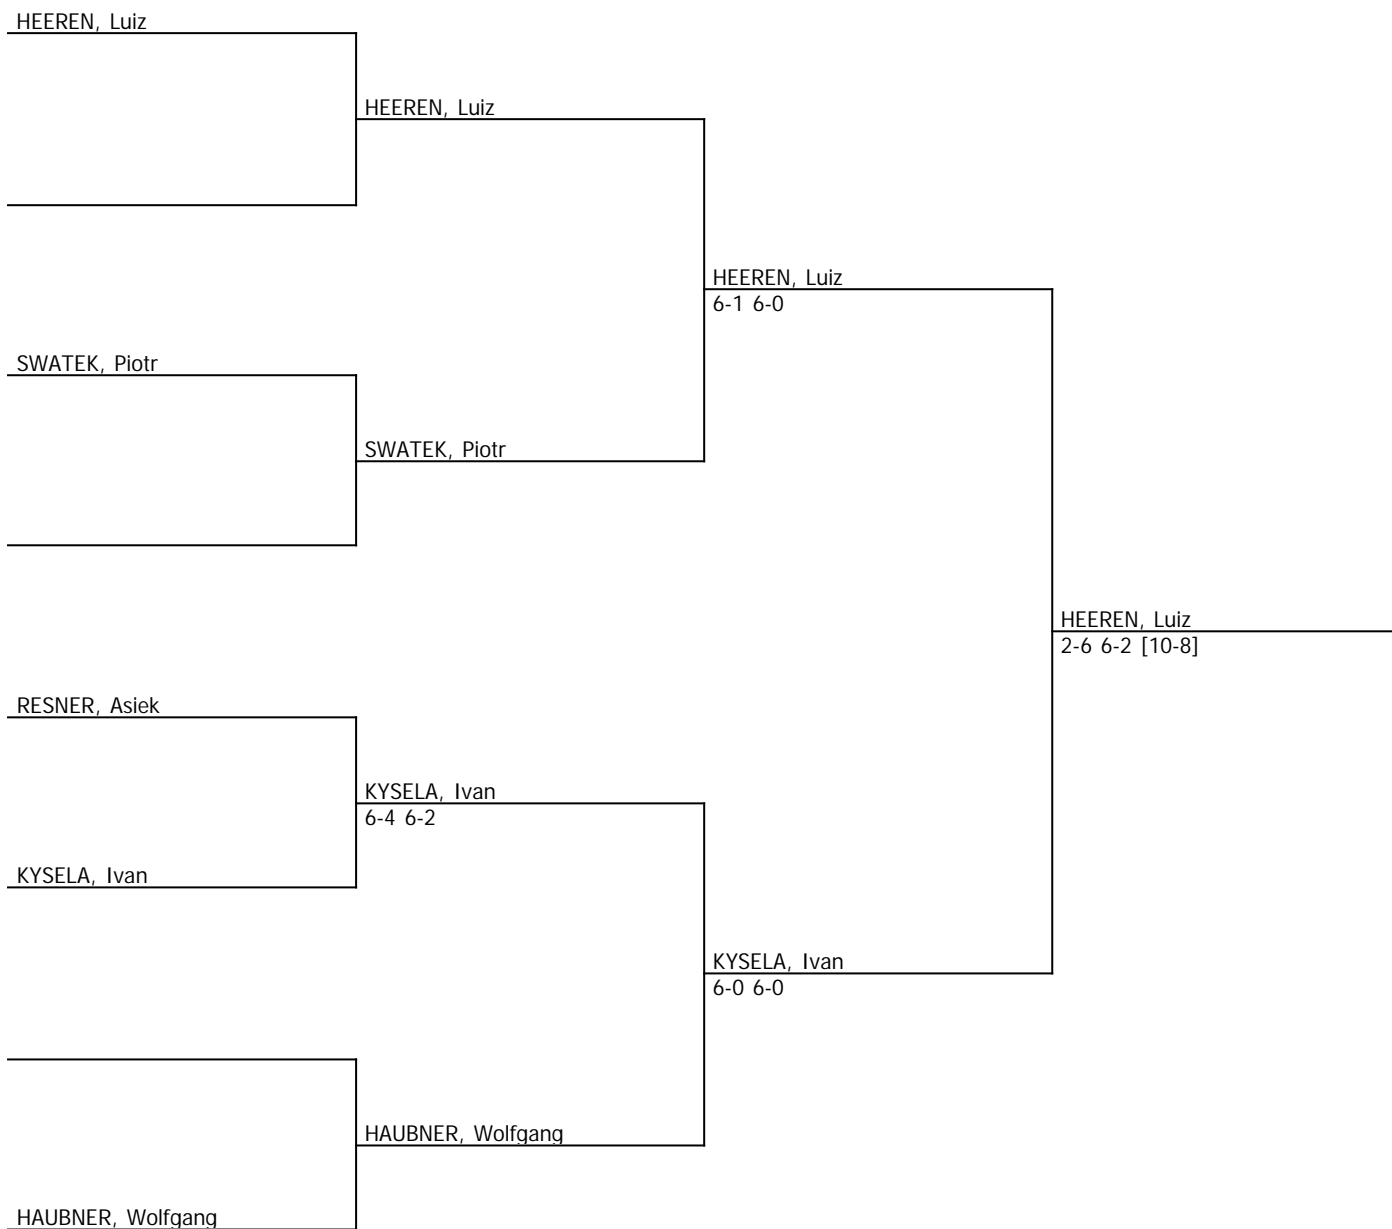 HEEREN, Luiz
HEEREN, Luiz
HEEREN, Luiz
6-1 6-0
SWATEK, Piotr
SWATEK, Piotr
HEEREN, Luiz
2-6 6-2 [10-8]
RESNER, Asiek
KYSELA, Ivan
6-4 6-2
KYSELA, Ivan
KYSELA, Ivan
6-0 6-0
HAUBNER, Wolfgang
HAUBNER, Wolfgang